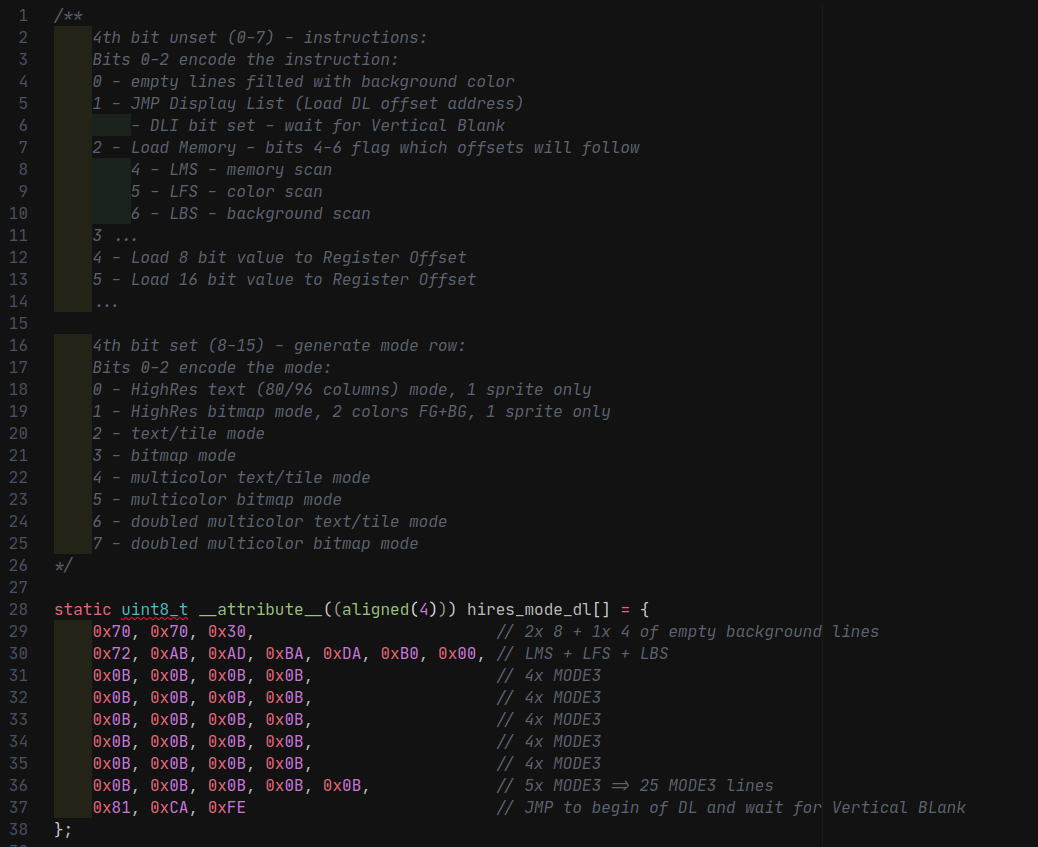 1 /**
2 4th bit unset (0-7) - instructions:
3 Bits 0-2 encode the instruction:
4 0 - empty lines filled with background color
5 1 - JMP Display List (Load DL offset address)
6 - DLI bit set - wait for Vertical Blank
7 2 - Load Memory - bits 4-6 flag which offsets will follow
8 4 - LMS - memory scan
9 5 - LFS - color scan
10 6 - LBS - background scan
11 3 ...
12 4 - Load 8 bit value to Register Offset
13 5 - Load 16 bit value to Register Offset
14 ...
15
16 4th bit set (8-15) - generate mode row:
17 Bits 0-2 encode the mode:
18 0 - HighRes text (80/96 columns) mode, 1 sprite only
19 1 - HighRes bitmap mode, 2 colors FG+BG, 1 sprite only
20 2 - text/tile mode
21 3 - bitmap mode
22 4 - multicolor text/tile mode
23 5 - multicolor bitmap mode
24 6 - doubled multicolor text/tile mode
25 7 - doubled multicolor bitmap mode
26 */
27
28 static uint8_t __attribute__((aligned(4))) hires_mode_dl[] = {
29 0x70, 0x70, 0x30, // 2x 8 + 1x 4 of empty background lines
30 0x72, 0xAB, 0xAD, 0xBA, 0xDA, 0xB0, 0x00, // LMS + LFS + LBS
31 0x0B, 0x0B, 0x0B, 0x0B, // 4x MODE3
32 0x0B, 0x0B, 0x0B, 0x0B, // 4x MODE3
33 0x0B, 0x0B, 0x0B, 0x0B, // 4x MODE3
34 0x0B, 0x0B, 0x0B, 0x0B, // 4x MODE3
35 0x0B, 0x0B, 0x0B, 0x0B, // 4x MODE3
36 0x0B, 0x0B, 0x0B, 0x0B, 0x0B, // 5x MODE3 => 25 MODE3 lines
37 0x81, 0xCA, 0xFE // JMP to begin of DL and wait for Vertical BLank
38 };